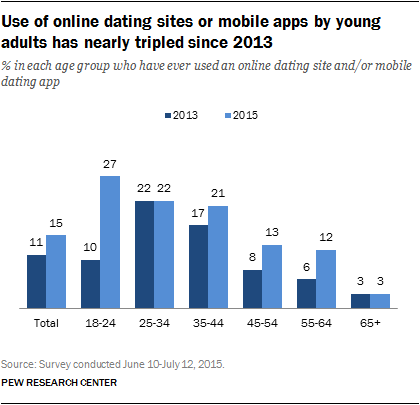 Use of online dating sites or mobile apps by young
adults has nearly tripled since 2013
% in each age group who have ever used an online dating site and/or mobile
dating app
2013 2015
11 15 10 27 22 22 17 21 8 13 6 12 3 3
Total 18-24 25-34 35-44 45-54 55-64 65+
Source: Survey conducted June 10-July 12, 2015.
PEW RESEARCH CENTER